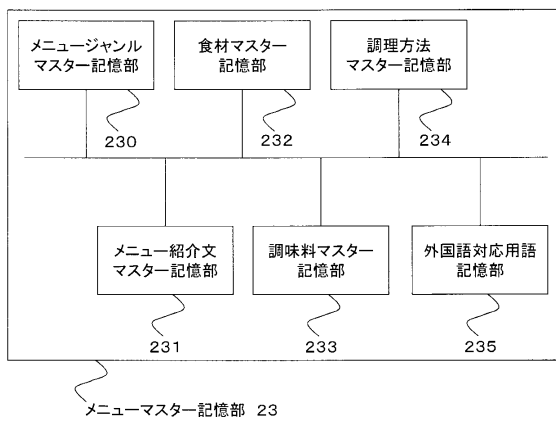 メニュージャンル
マスター記憶部
230
食材マスター
記憶部
232
調理方法
マスター記憶部
234
メニュー紹介文
マスター記憶部
231
調味料マスター
記憶部
233
外国語対応用語
記憶部
235
メニューマスター記憶部 23